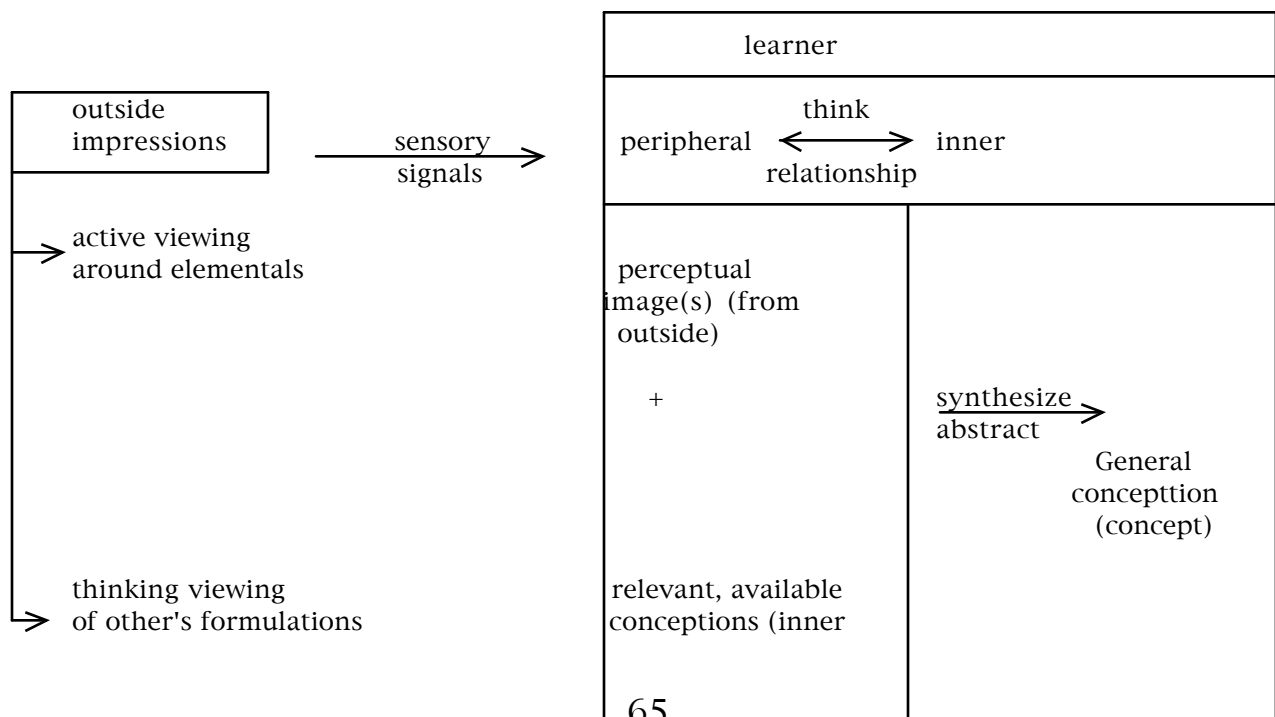 learner
outside
impressions
sensory
signals
think
peripheral
inner
relationship
active viewing
around elementals
perceptual
image(s) (from
outside)
+
synthesize
abstract
General
concepttion
(concept)
thinking viewing
of other's formulations
relevant, available
conceptions (inner
65